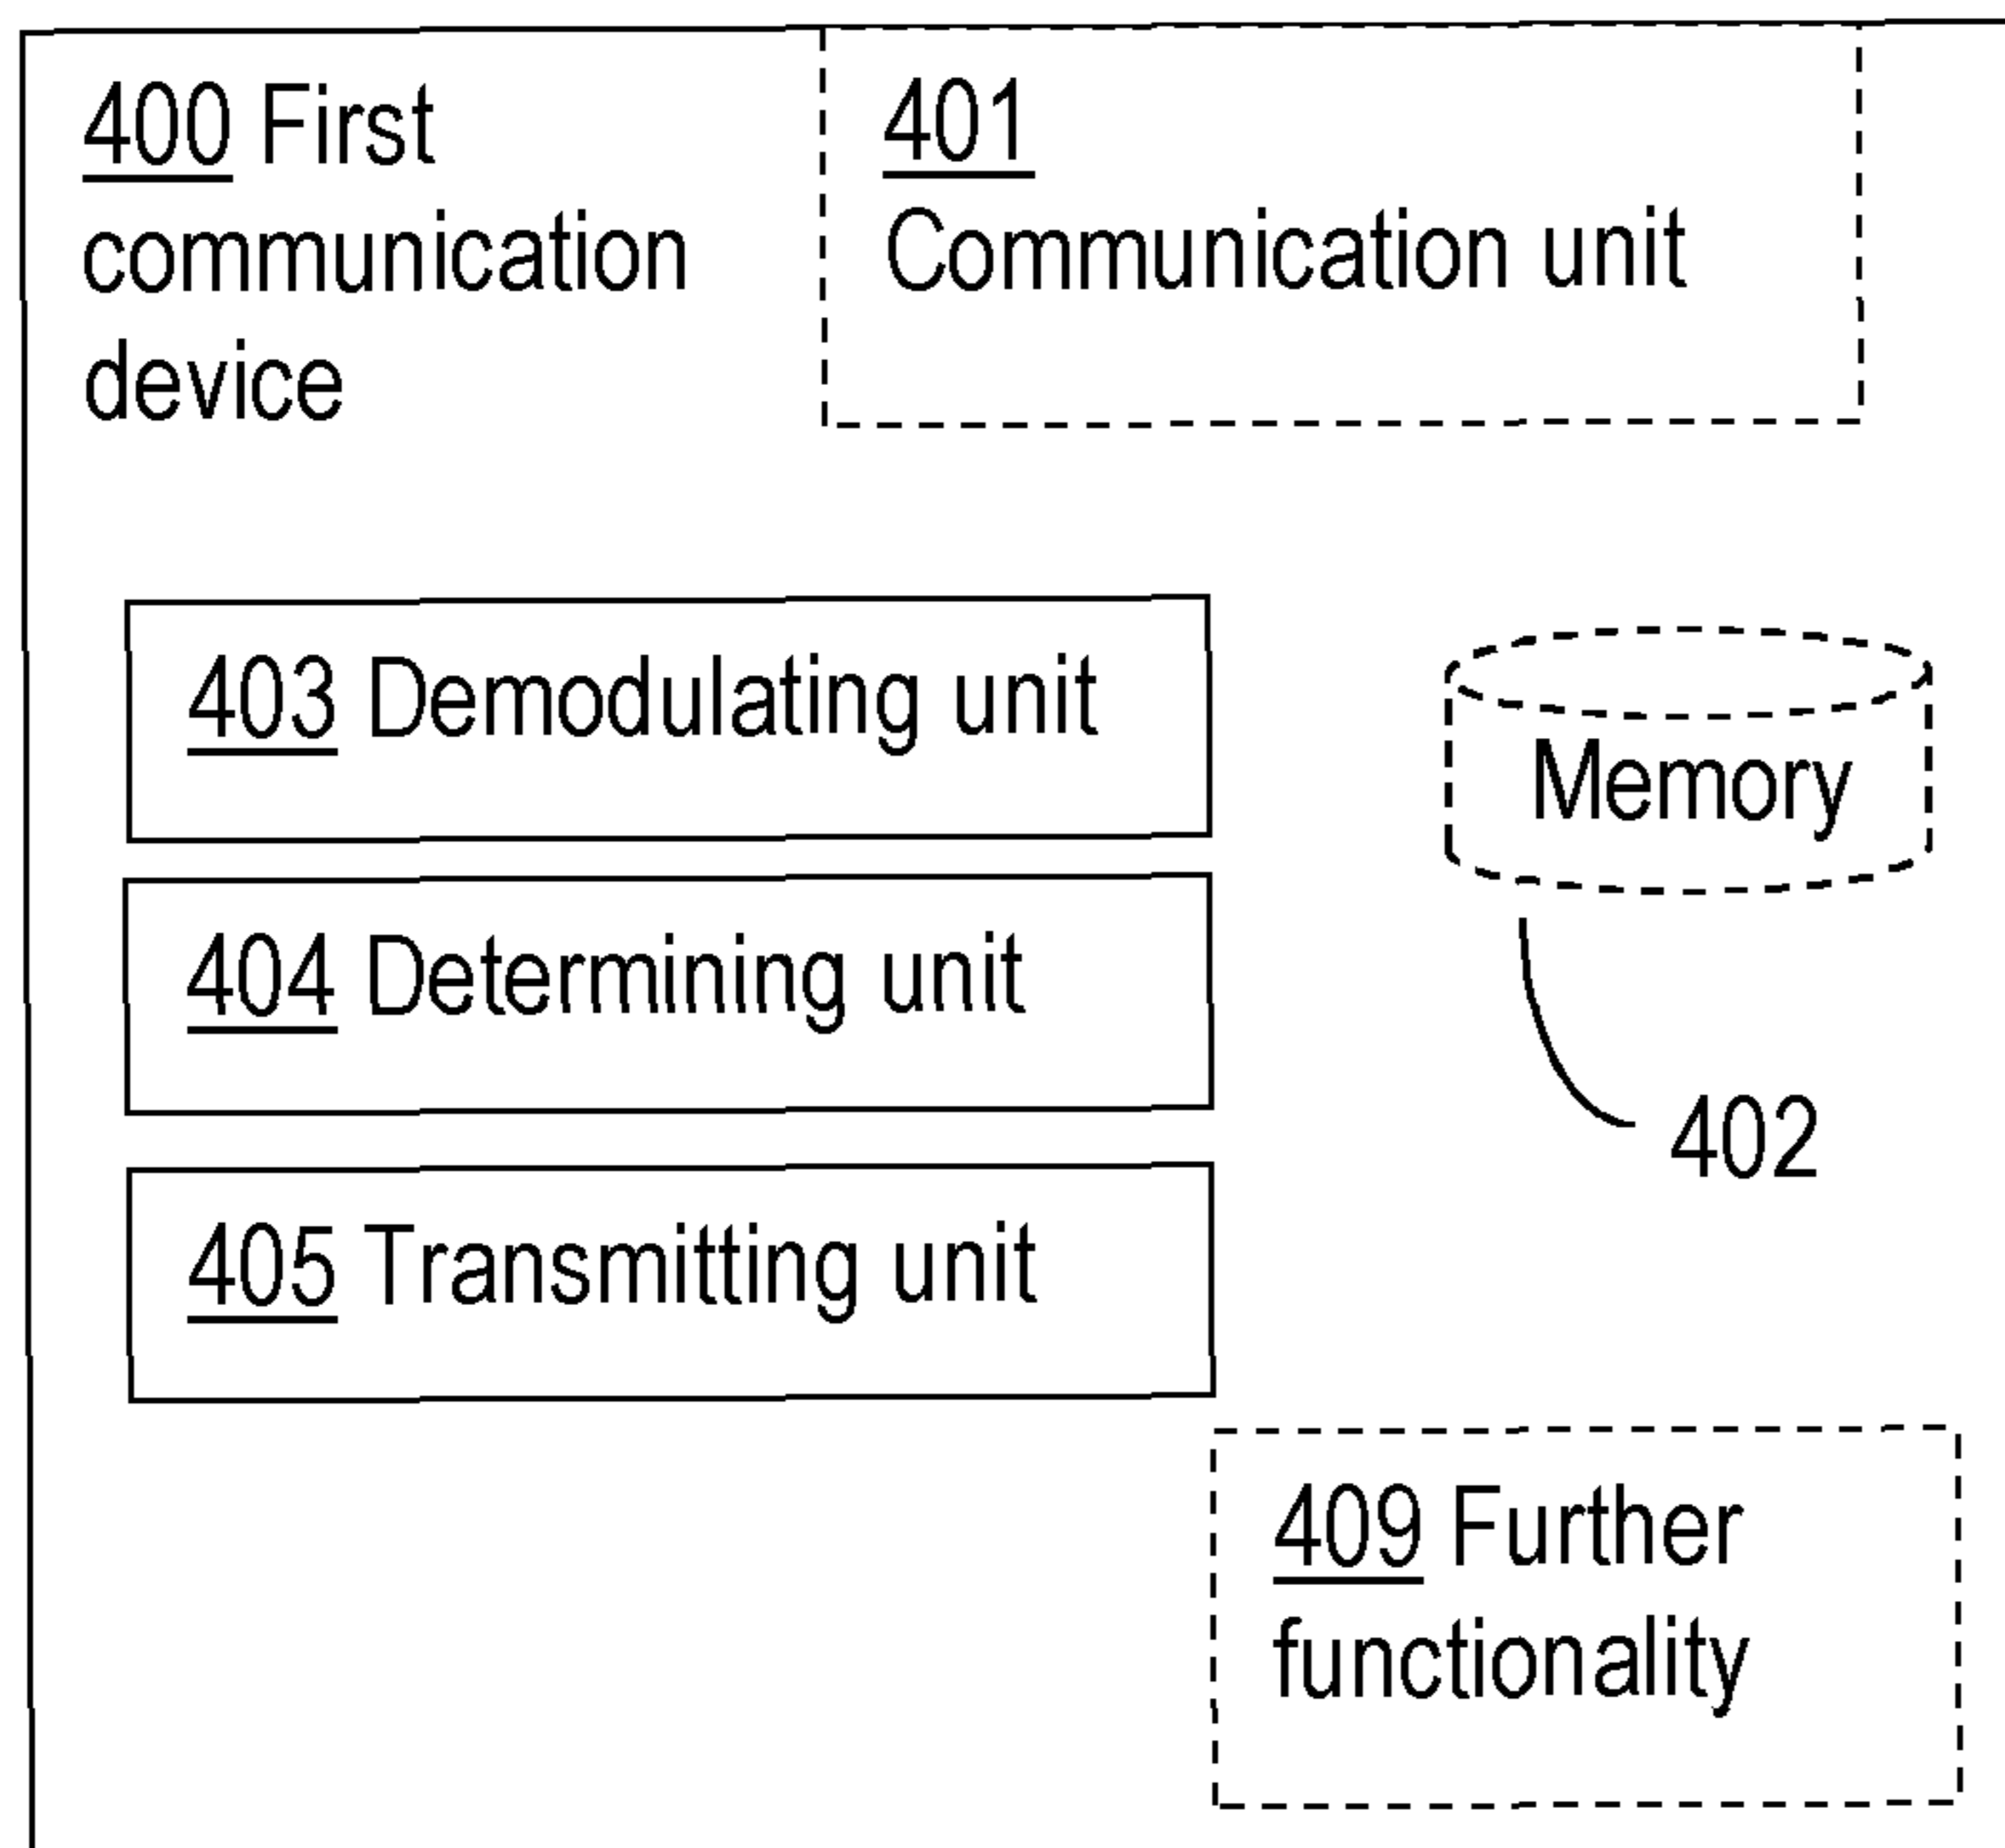 400 First
communication
device
401
Communication unit
403 Demodulating unit
Memory
404 Determining unit
402
405 Transmitting unit
409 Further
functionality